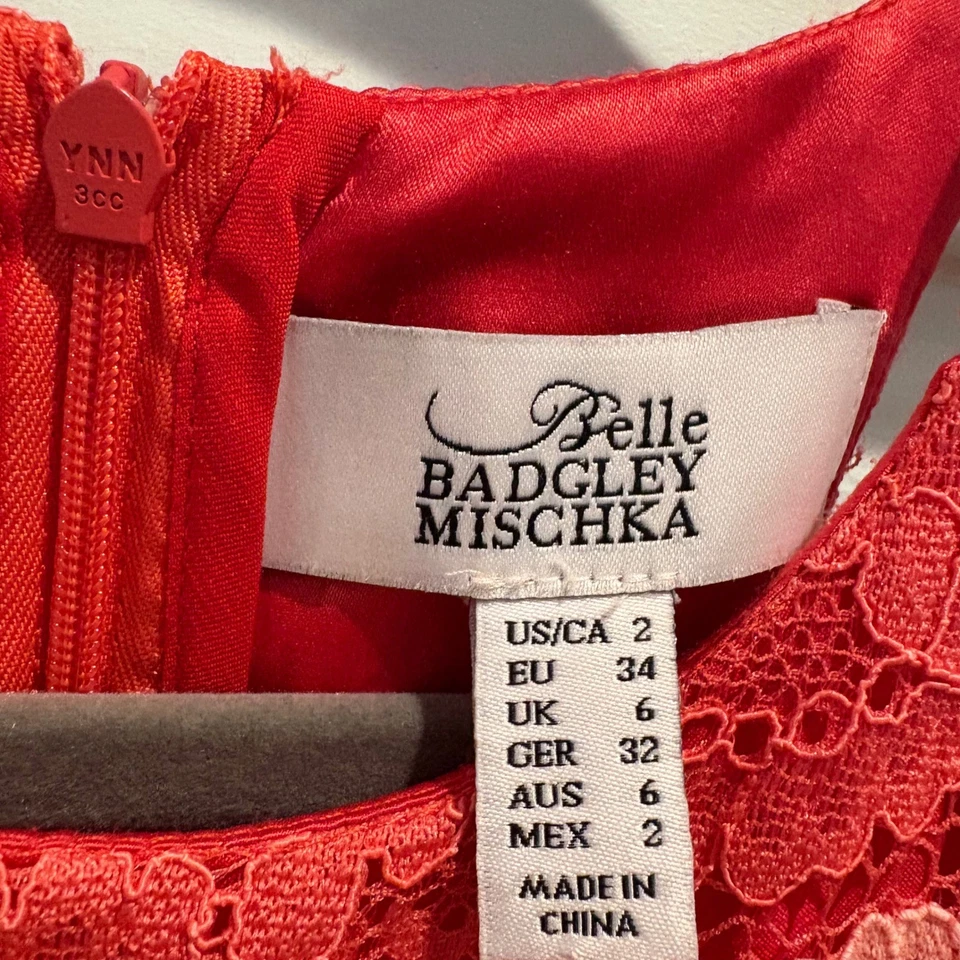 YNN
3CC
Belle
BADGLEY
MISCHKA
US/CA 2
EU 34
UK 6
GER 32
AUS 6
MEX 2
MADE IN
CHINA